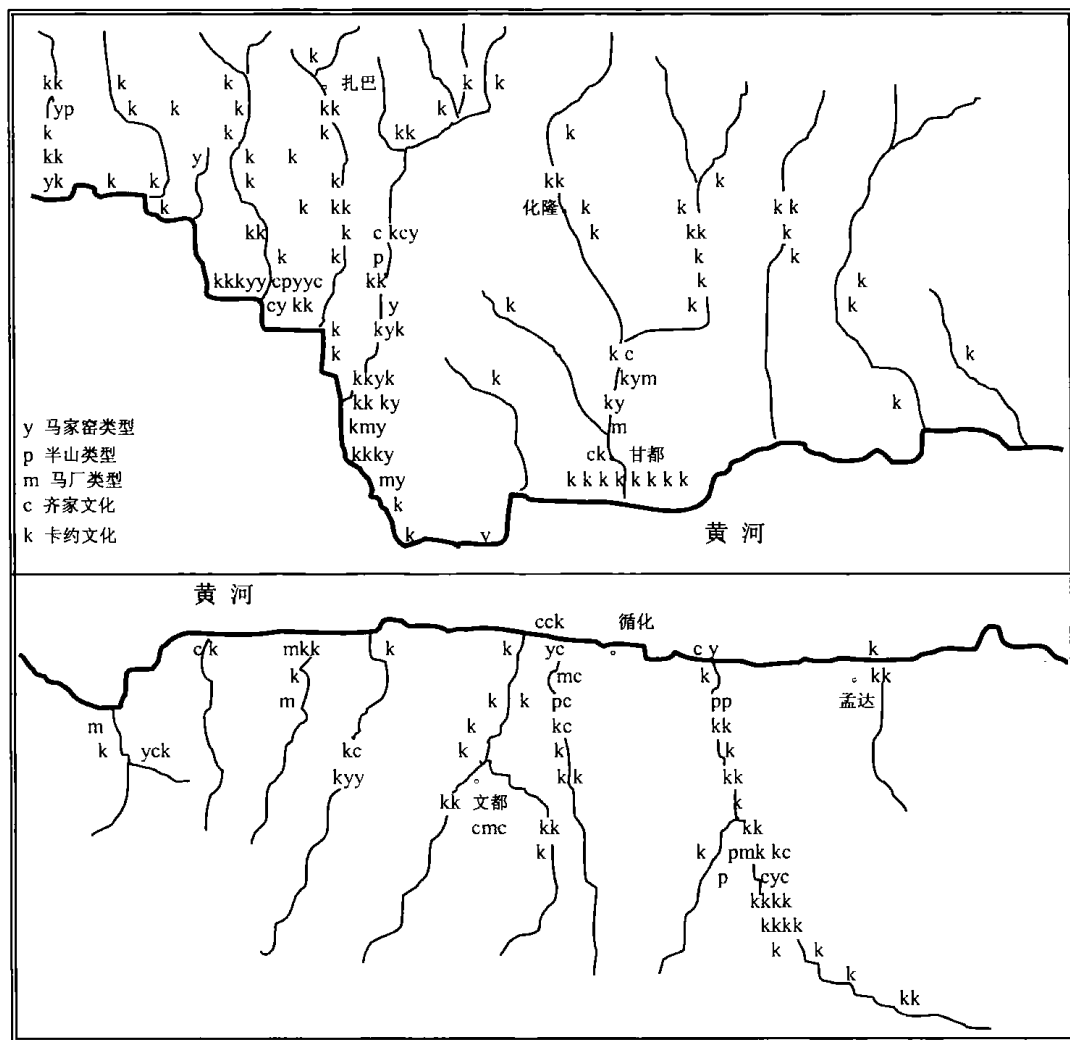 k
kk k k k 扎巴 k k
yp k k k kk k k
k k k kk k
kk y k k
yk k k k k kk k
k k kk 化隆 k k k k
kk k c kcy k kk k
k k p k k
kkkyy cpyyc kk k k
cy kk y k k k
k kyk
k k c k
kkyk k kym
kk ky ky k
y 马家窑类型 kmy m
p 半山类型 kkky ck 甘都
m 马厂类型 my k k k k k k k k
c 齐家文化 k
k 卡约文化 k y 黄河
黄河
cck 循化
c k mkk k k yc c y k
k mc k kk
m k k pc pp 孟达
m k kc kk
k yck kc k k k
kyy k k kk
kk 文都 k
cmc kk kk
k k pmk kc
p cyc
kkkk
kkkk
k k
k
kk